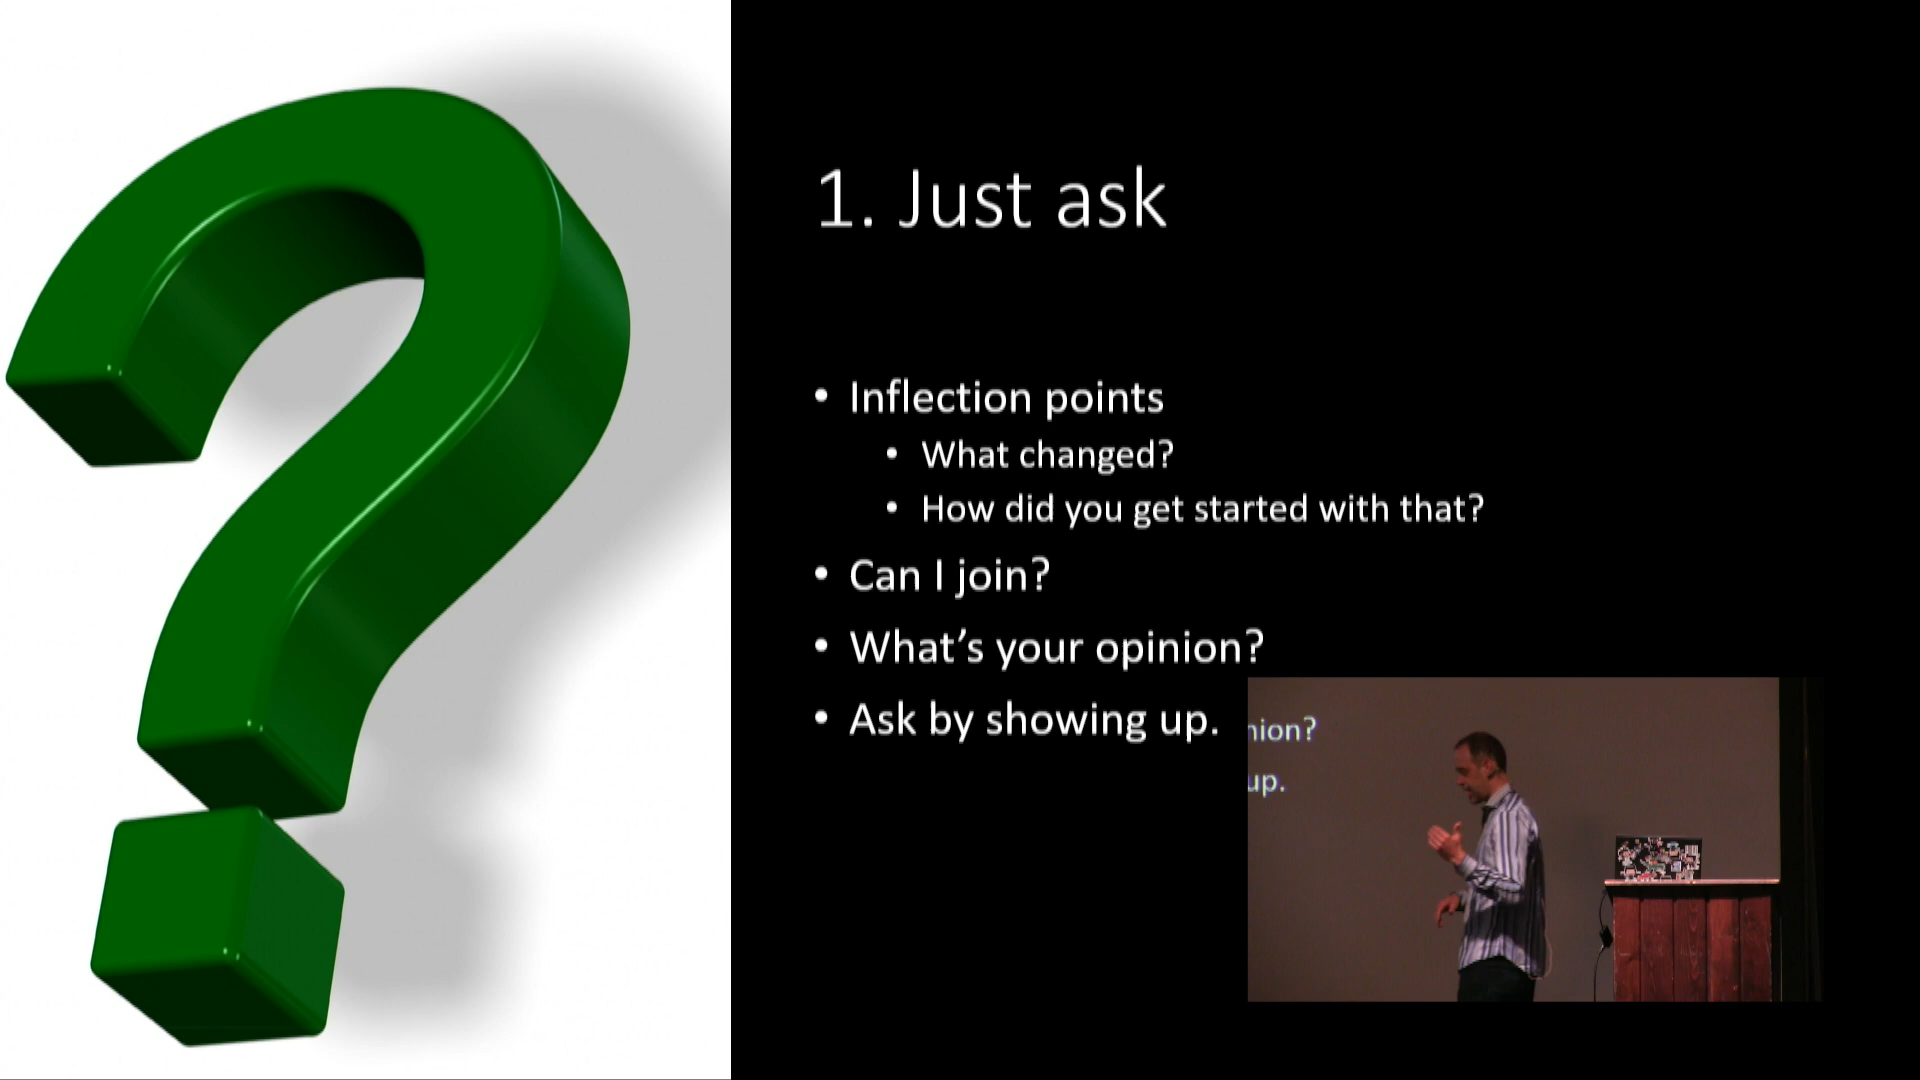 1. Just ask
• Inflection points
• What changed?
• How did you get started with that?
• Can I join?
• What’s your opinion?
• Ask by showing up.
nion?
up.